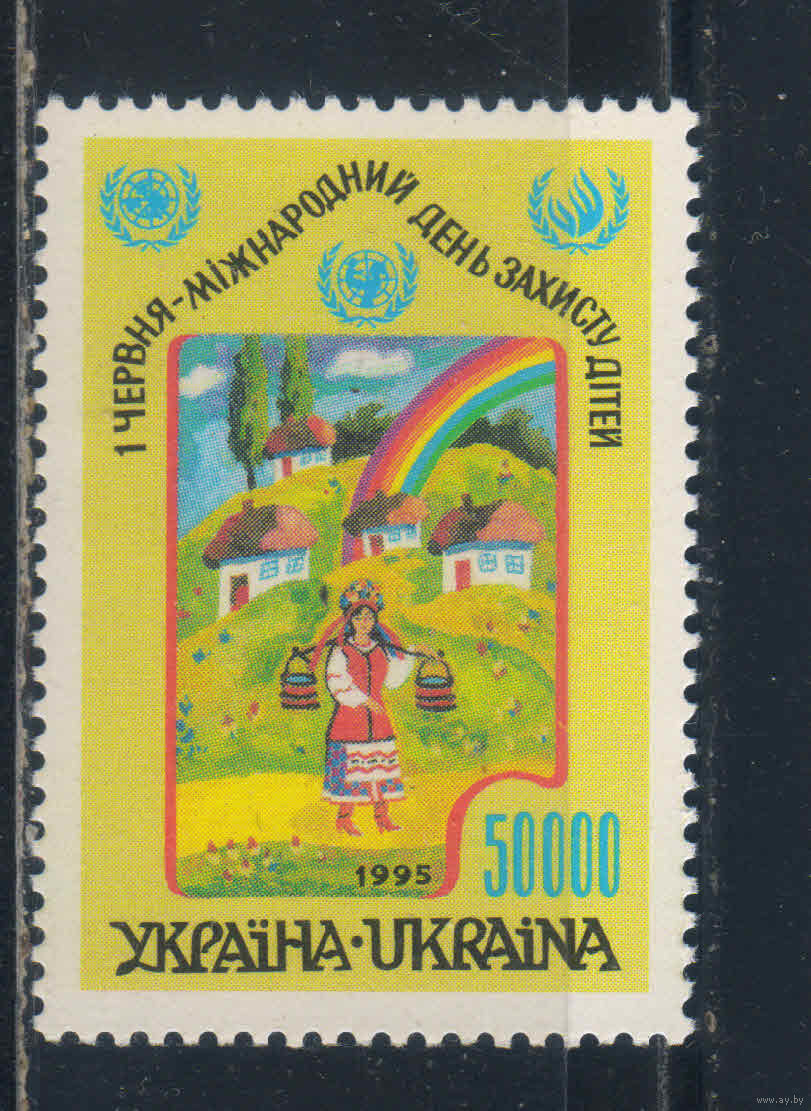 1 ЧЕРВНЯ-МІЖНАРОДНИЙ ДЕНЬ ЗАХИСТУ ДІТЕЙ
1995
50000
УКРАЇНА·UKRAiNA
www.ay.by